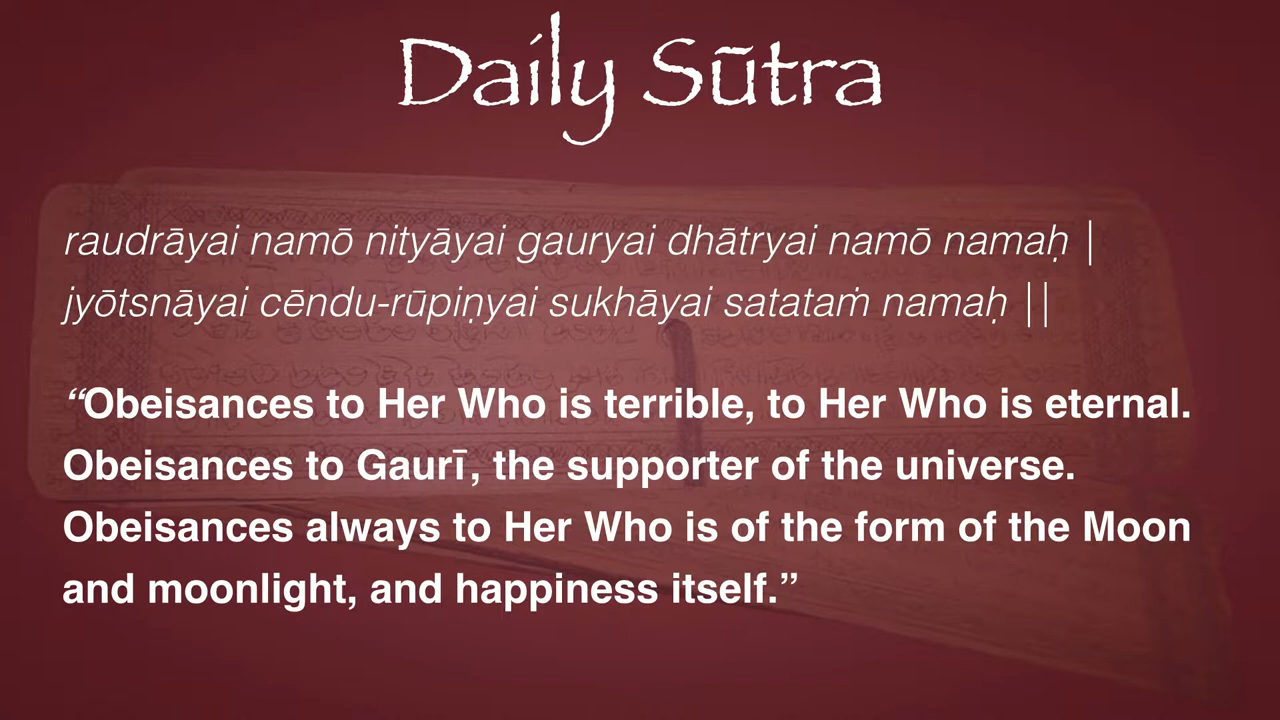 Daily Sūtra
raudrāyai namō nityāyai gauryai dhātryai namō namaḥ |
jyōtsnāyai cēndu-rūpiṇyai sukhāyai satataṁ namaḥ ||
“Obeisances to Her Who is terrible, to Her Who is eternal.
Obeisances to Gaurī, the supporter of the universe.
Obeisances always to Her Who is of the form of the Moon
and moonlight, and happiness itself.”